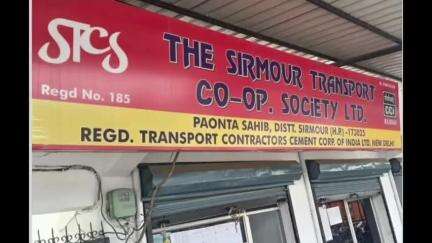 STCS
Regd No. 185
THE SIRMOUR TRANSPORT
CO-OP. SOCIETY LTD.
PAONTA SAHIB, DISTT. SIRMOUR (H.P.) -173025
REGD. TRANSPORT CONTRACTORS CEMENT CORP. OF INDIA LTD. NEW DELHI
CCI